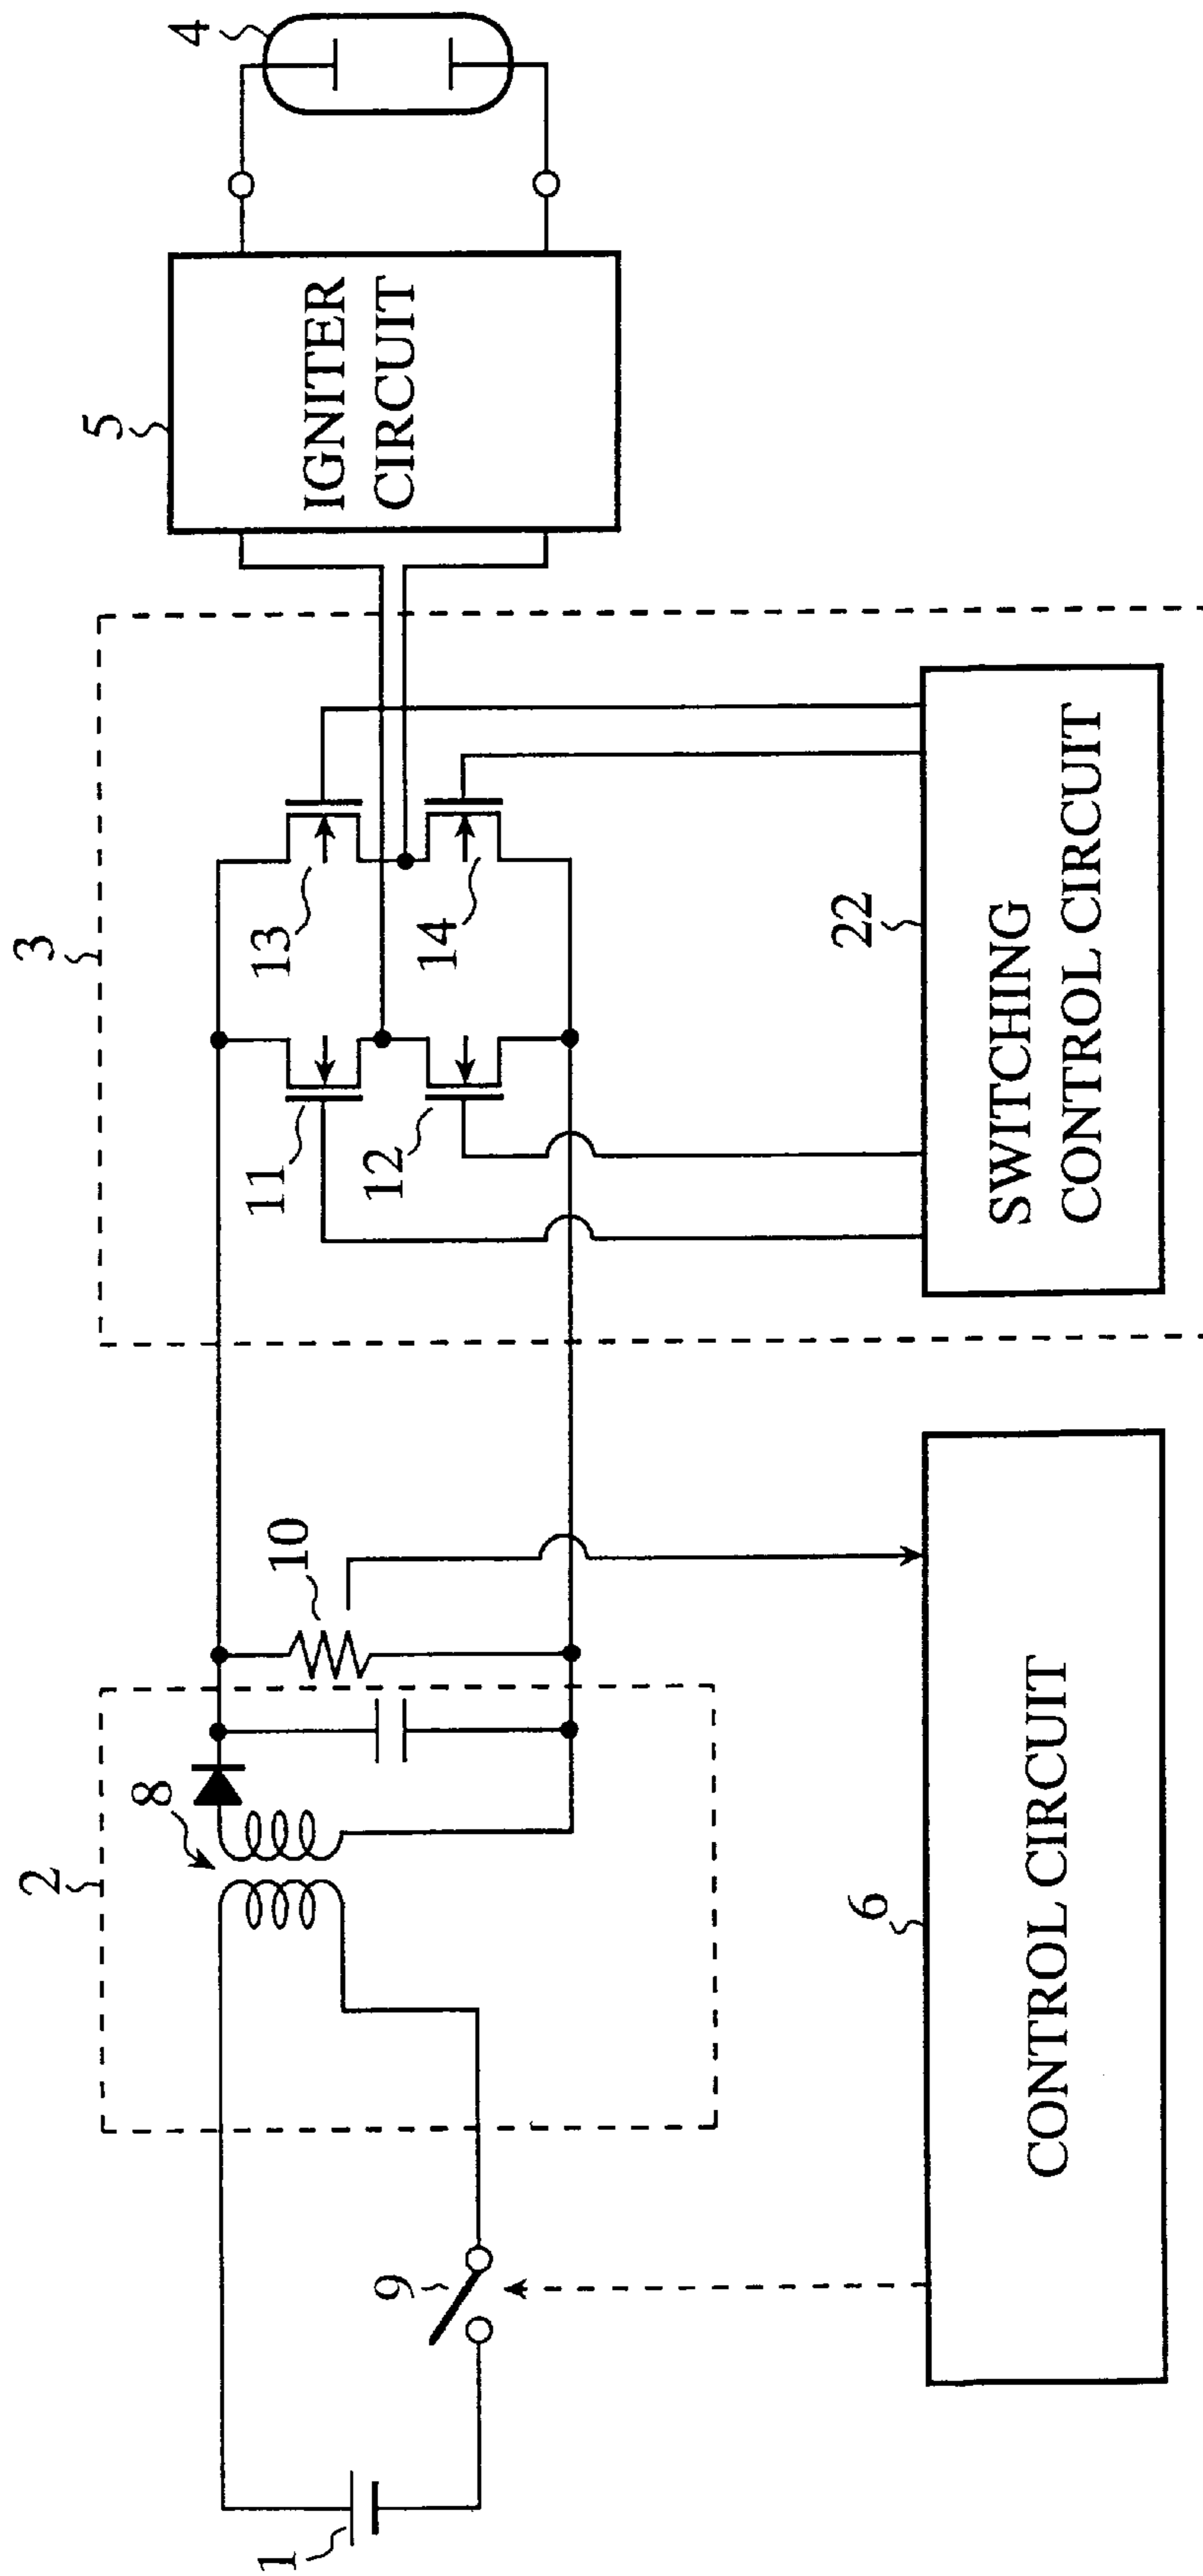 3
2
8
10
5
4
IGNITER
CIRCUIT
11
13
12
14
1
9
6
22
CONTROL CIRCUIT
SWITCHING
CONTROL CIRCUIT